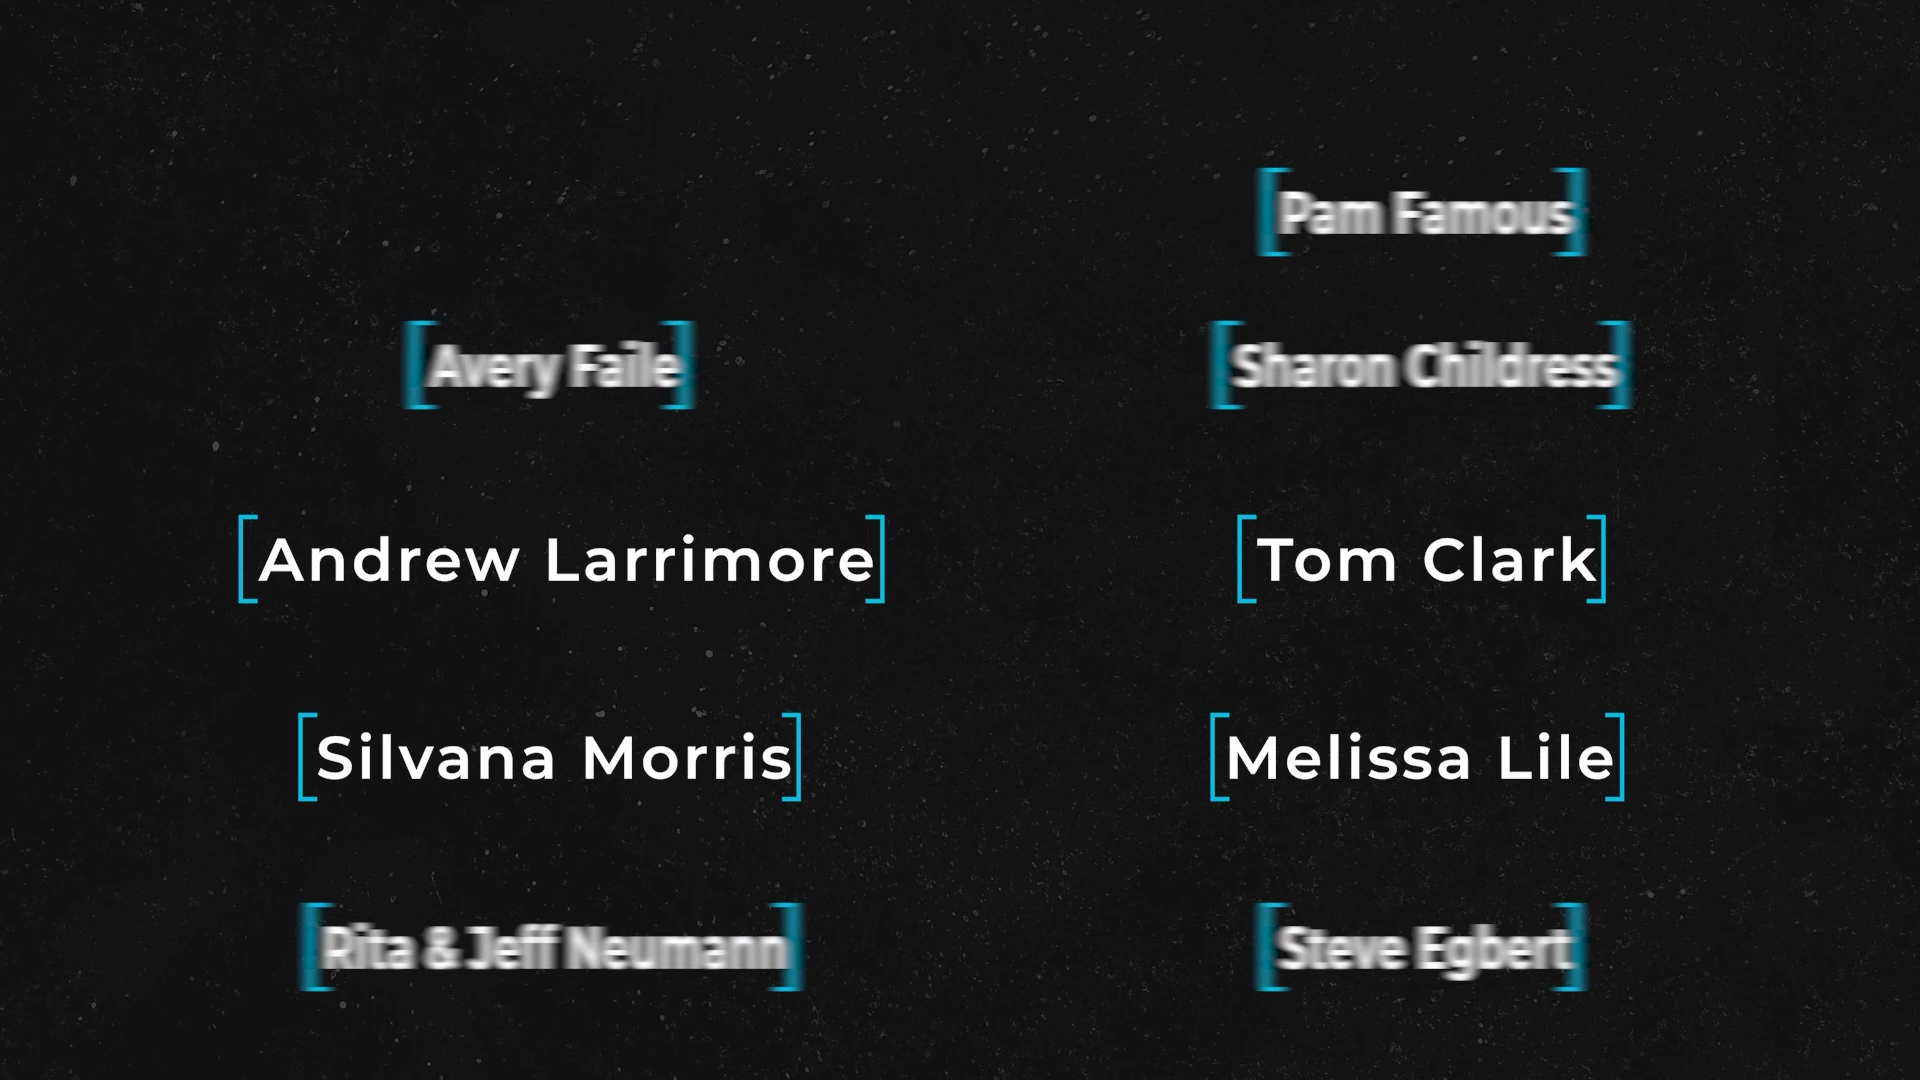 [Pam Famous]
[Avery Faile]
[Sharon Childress]
[Andrew Larrimore]
[Tom Clark]
[Silvana Morris]
[Melissa Lile]
[Rita & Jeff Neumann]
[Steve Egbert]